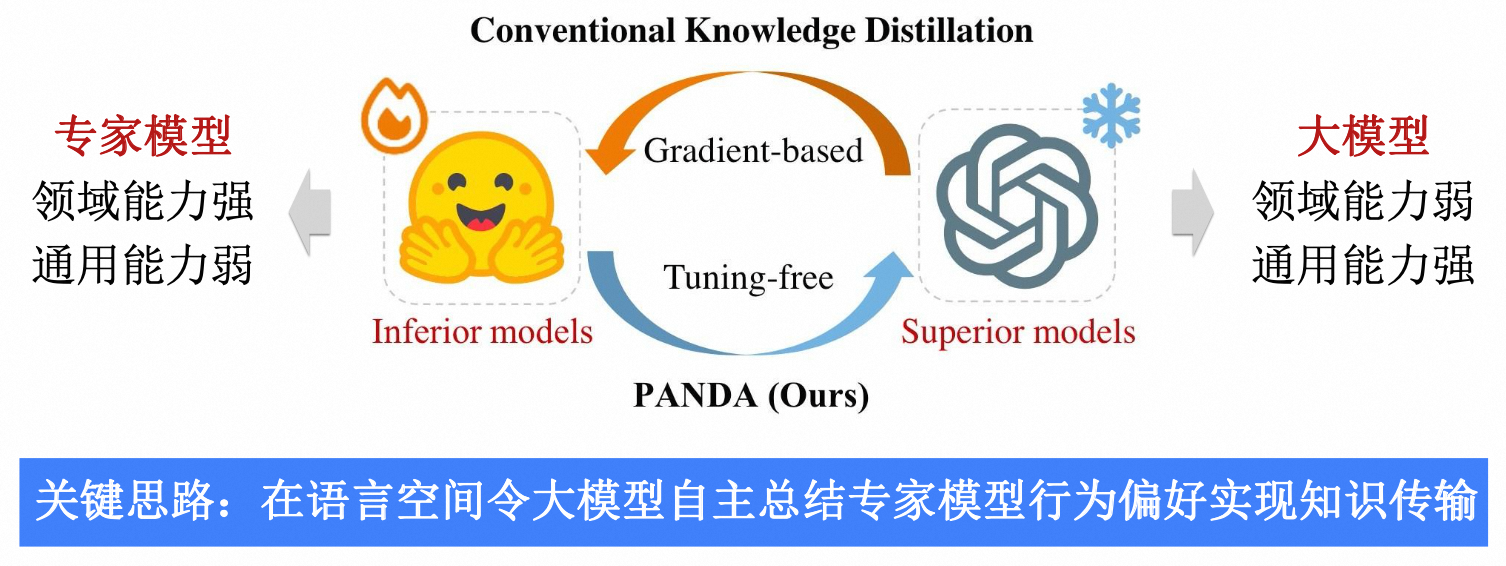 Conventional Knowledge Distillation
专家模型
领域能力强
通用能力弱
Gradient-based
Tuning-free
Inferior models
Superior models
大模型
领域能力弱
通用能力强
PANDA (Ours)
关键思路：在语言空间令大模型自主总结专家模型行为偏好实现知识传输